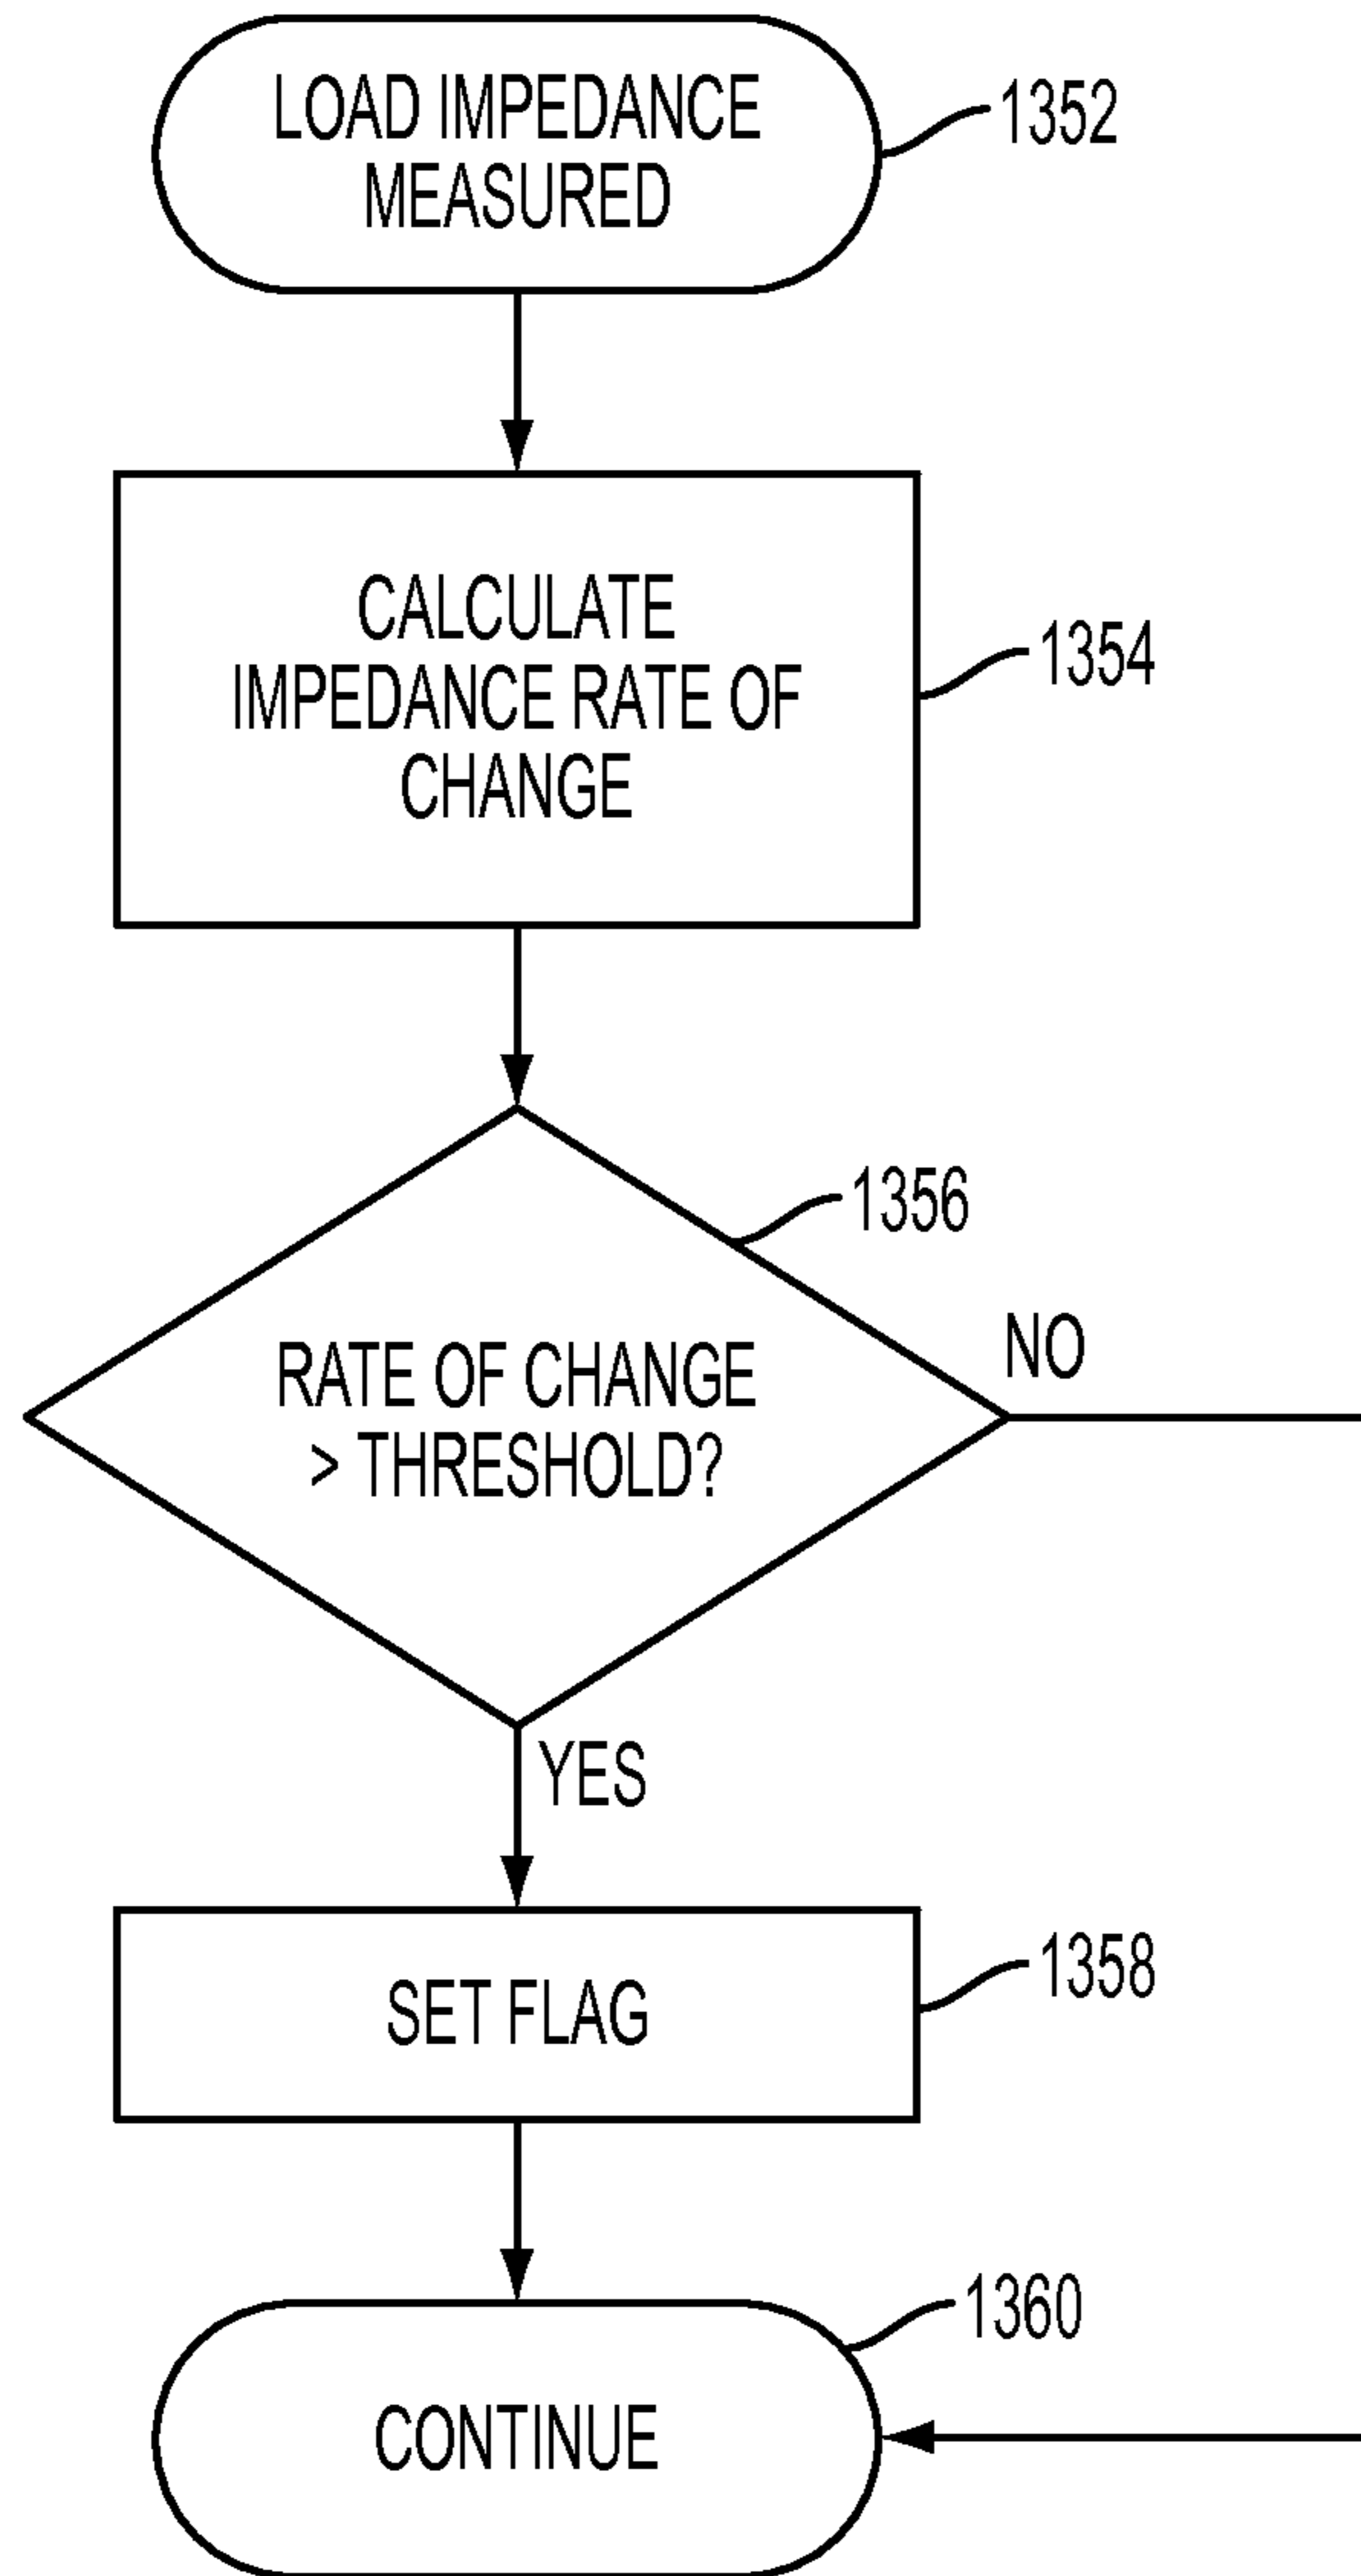 LOAD IMPEDANCE
MEASURED
1352
CALCULATE
IMPEDANCE RATE OF
CHANGE
1354
1356
RATE OF CHANGE
> THRESHOLD?
NO
YES
SET FLAG
1358
1360
CONTINUE